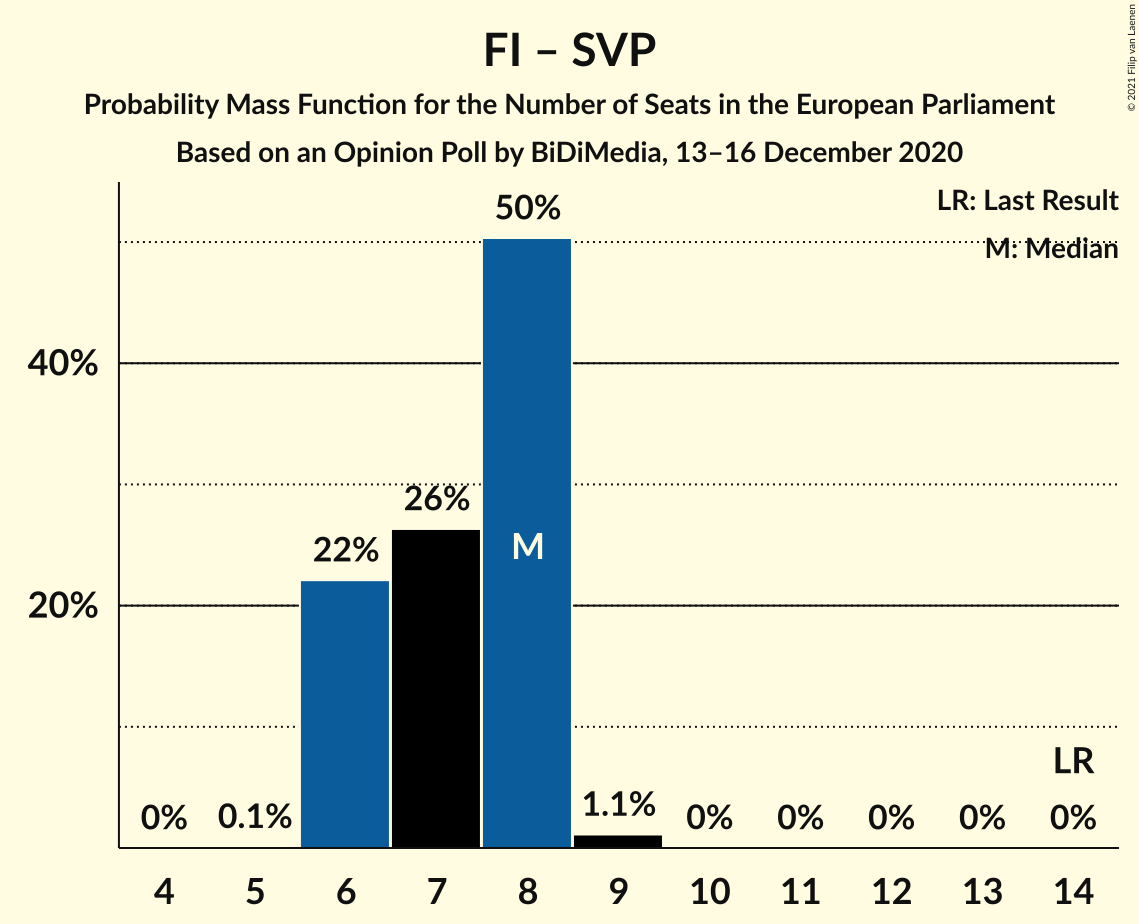 FI – SVP
Probability Mass Function for the Number of Seats in the European Parliament
Based on an Opinion Poll by BiDiMedia, 13–16 December 2020
© 2021 Filip van Laenen
LR: Last Result
M: Median
50%
40%
26%
22%
M
20%
LR
0%
0.1%
1.1%
0%
0%
0%
0%
0%
4 5 6 7 8 9 10 11 12 13 14